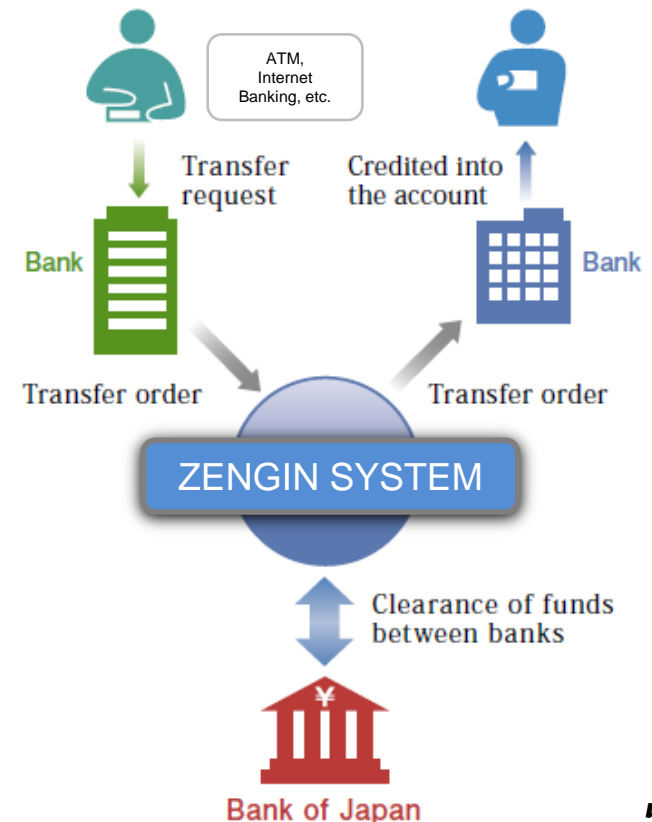 ATM,
Internet
Banking, etc.
Transfer
request
Credited into
the account
Bank
Bank
Transfer order
Transfer order
ZENGIN SYSTEM
Clearance of funds
between banks
¥
Bank of Japan